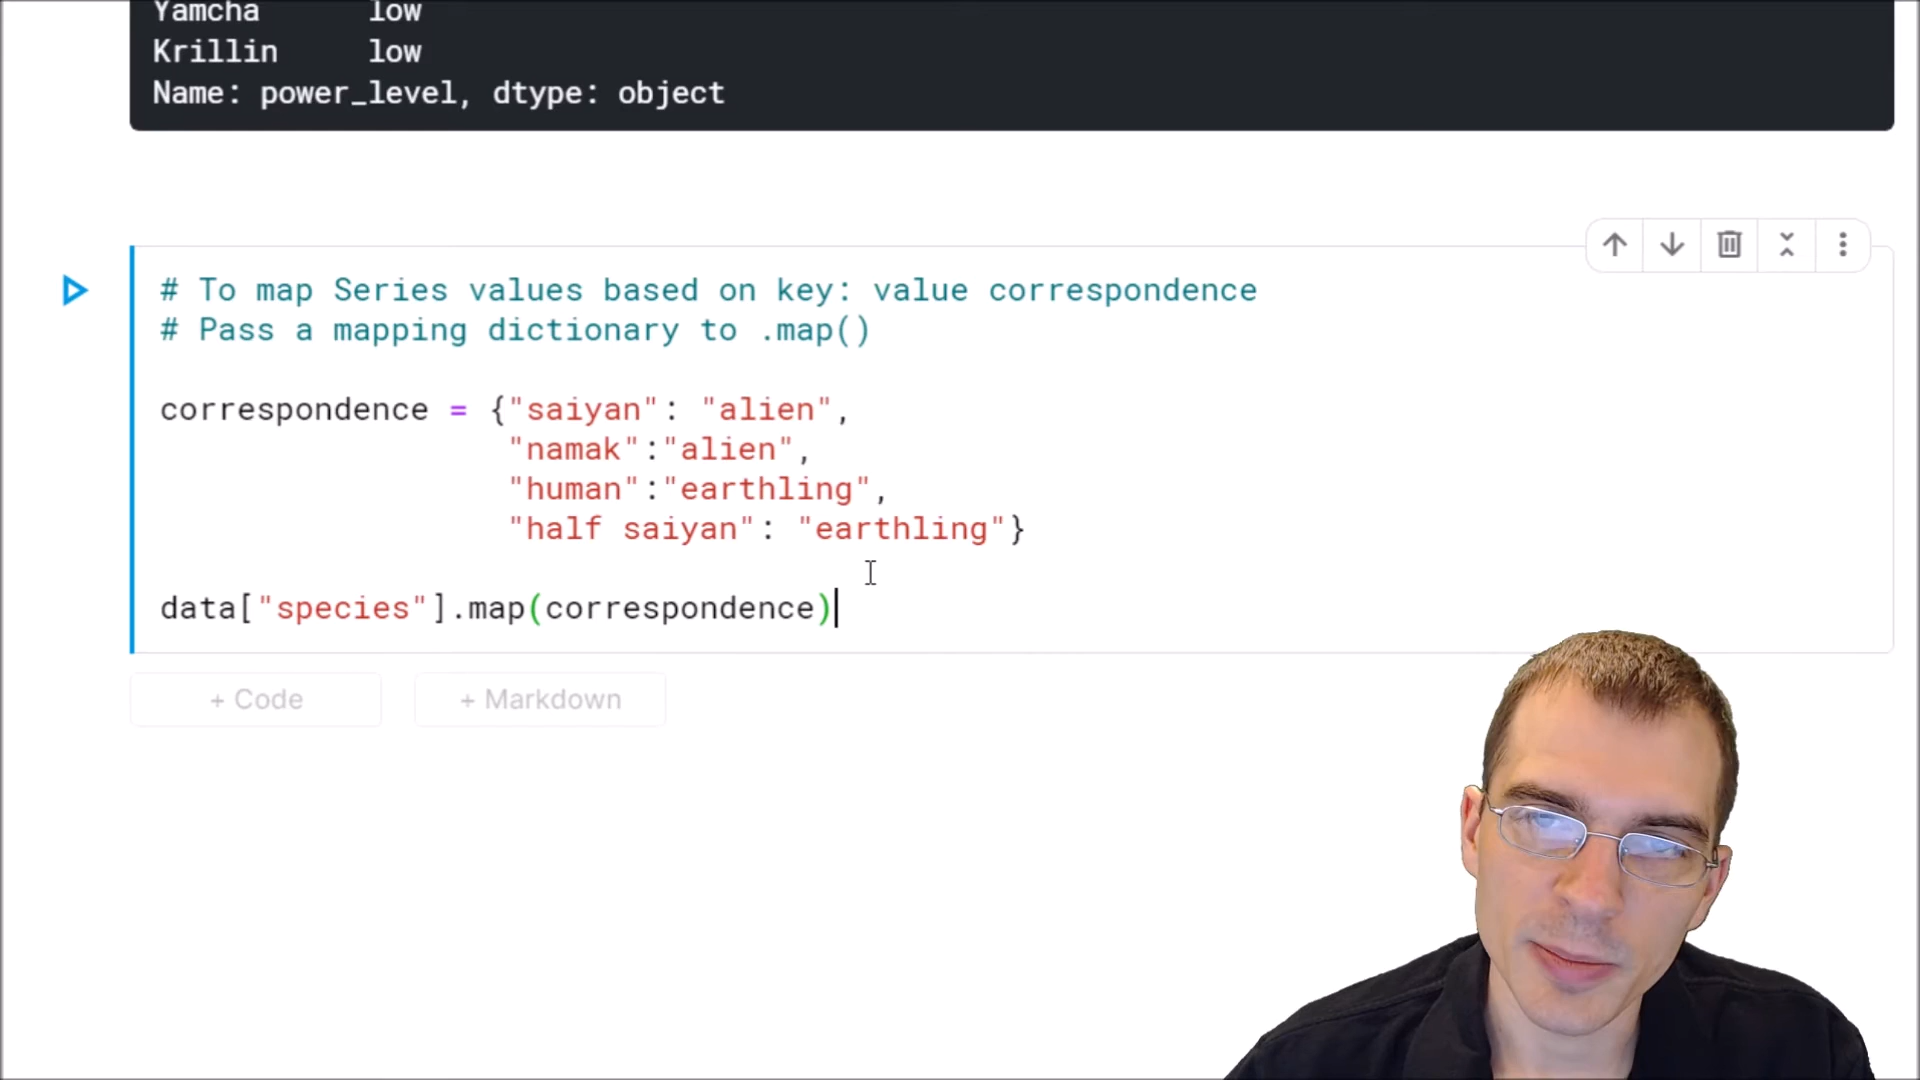 Yamcha low
Krillin low
Name: power_level, dtype: object
# To map Series values based on key: value correspondence
# Pass a mapping dictionary to .map()
correspondence = {"saiyan": "alien",
"namak":"alien",
"human":"earthling",
"half saiyan": "earthling"}
data["species"].map(correspondence)
+ Code + Markdown